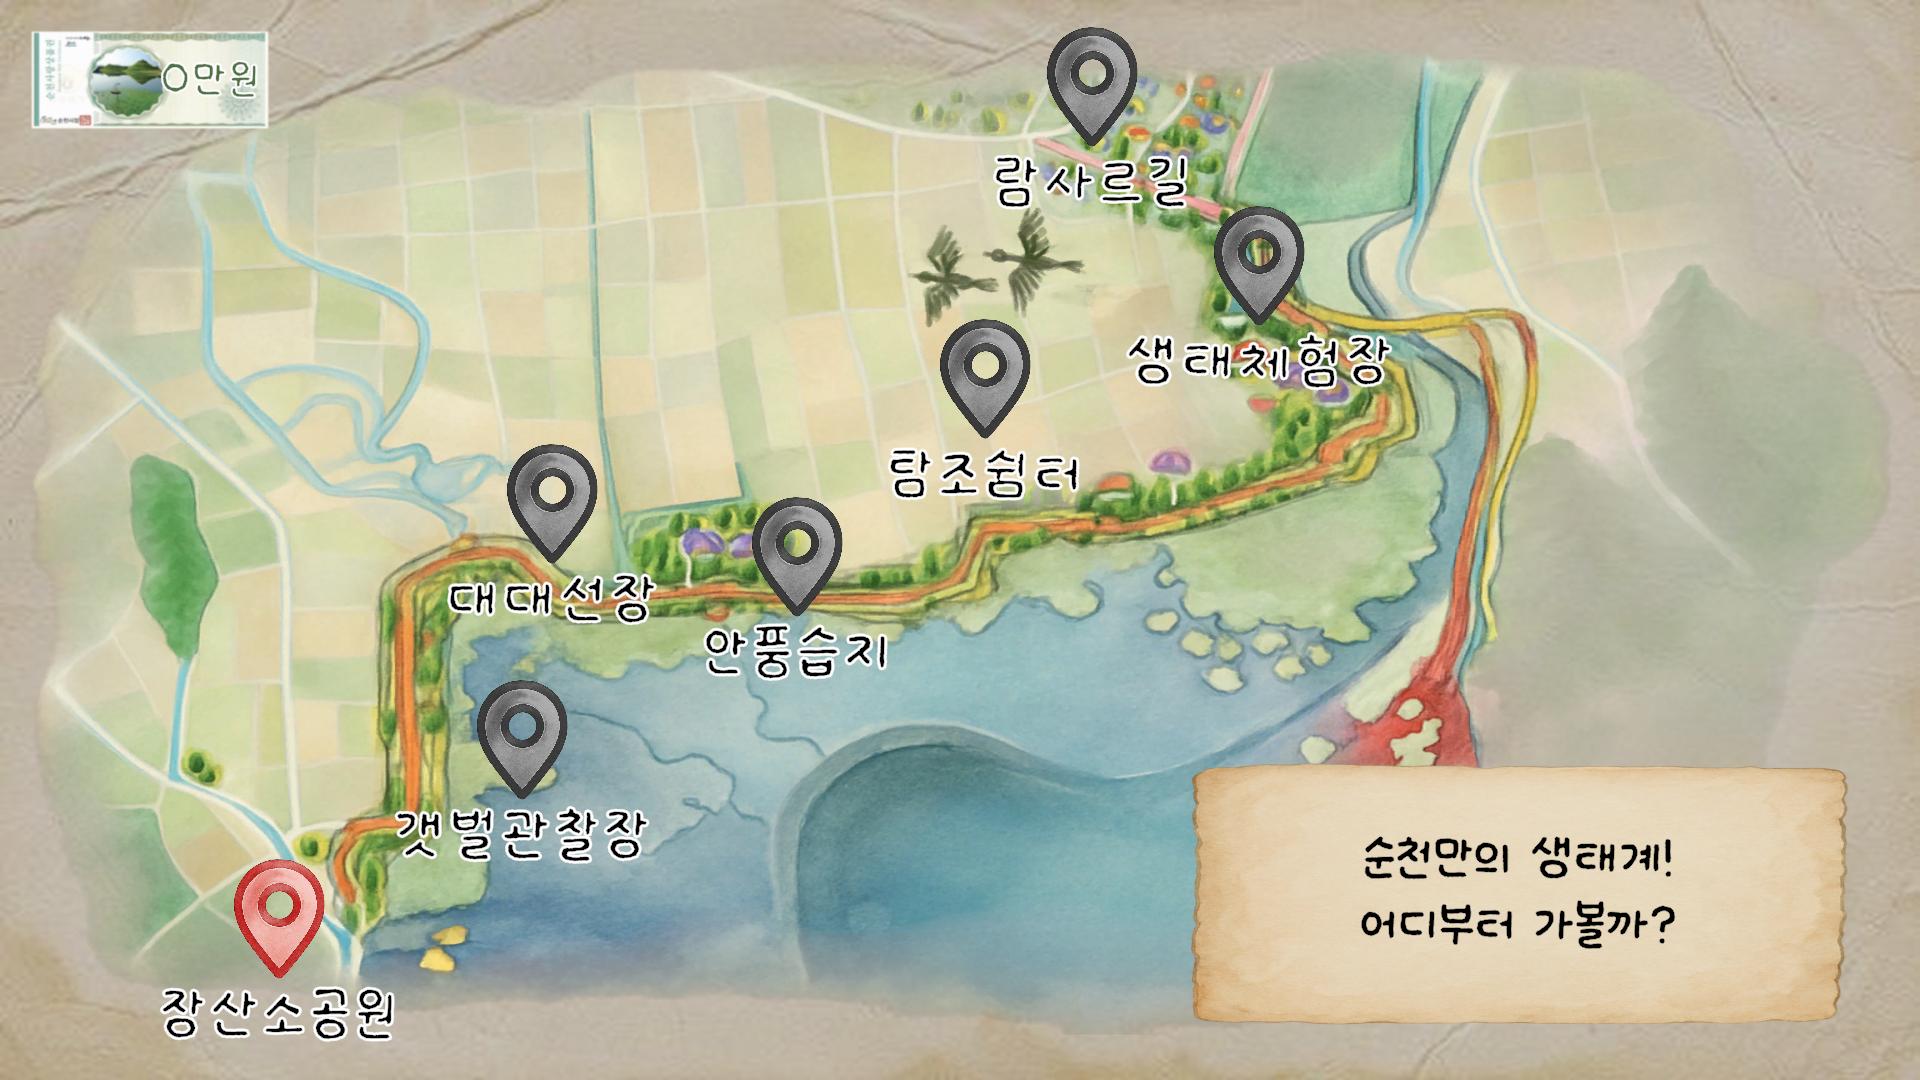 0만원
람사르길
생태체험장
탐조쉼터
대대선장
안풍습지
갯벌관찰장
장산소공원
순천만의 생태계!
어디부터 가볼까?